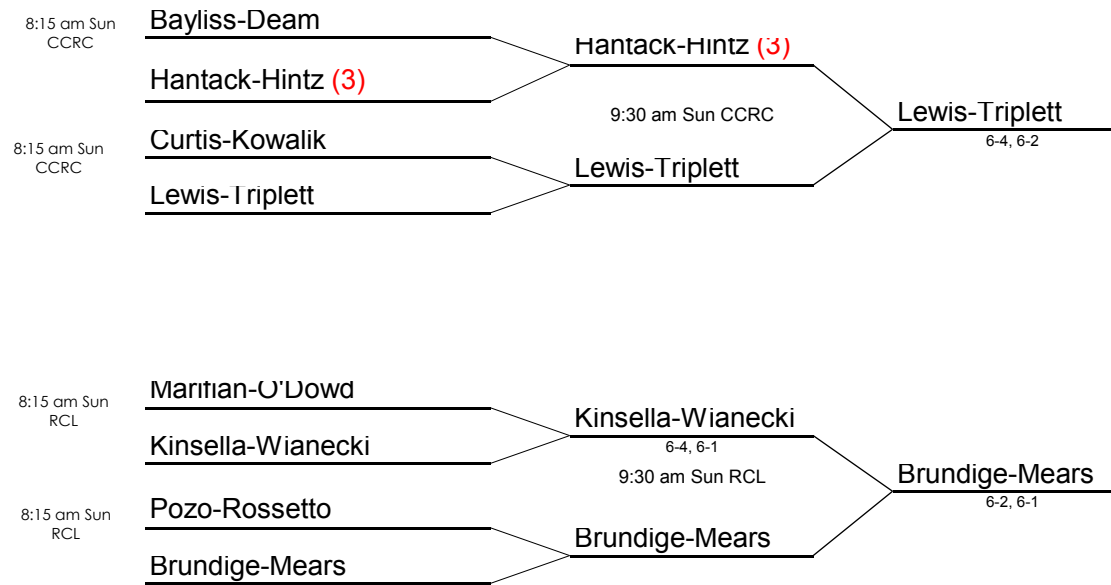 8:15 am Sun
CCRC
Bayliss-Deam
Hantack-Hintz (3)
Hantack-Hintz (3)
9:30 am Sun CCRC
8:15 am Sun
CCRC
Curtis-Kowalik
Lewis-Triplett
Lewis-Triplett
Lewis-Triplett
6-4, 6-2
8:15 am Sun
RCL
Marifian-O'Dowd
Kinsella-Wianecki
Kinsella-Wianecki
6-4, 6-1
9:30 am Sun RCL
8:15 am Sun
RCL
Pozo-Rossetto
Brundige-Mears
Brundige-Mears
Brundige-Mears
6-2, 6-1